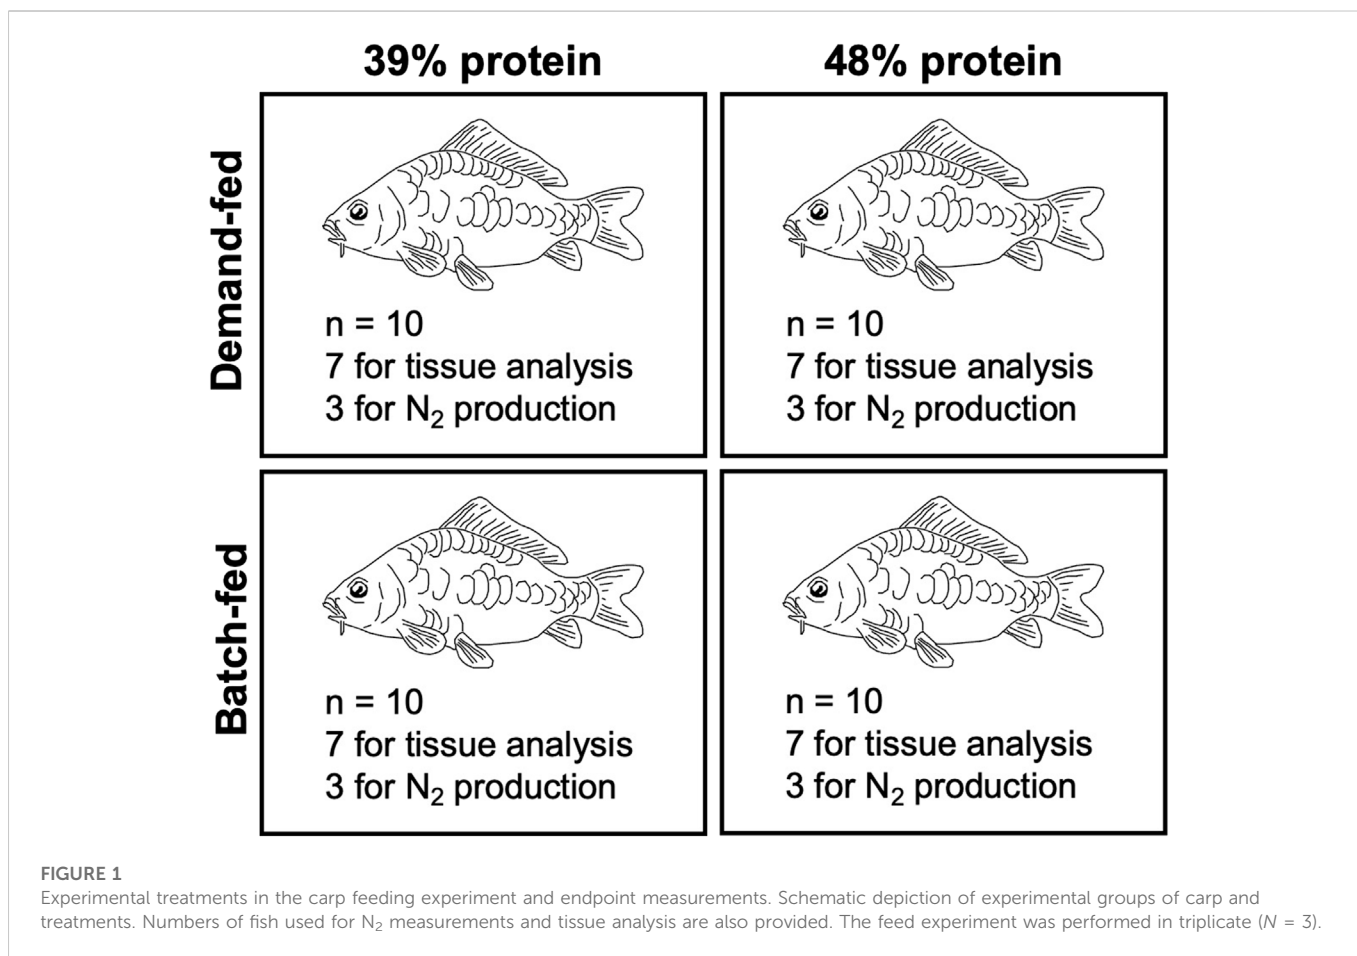 39% protein
48% protein
Demand-fed
n = 10
7 for tissue analysis
3 for N₂ production
n = 10
7 for tissue analysis
3 for N₂ production
Batch-fed
n = 10
7 for tissue analysis
3 for N₂ production
n = 10
7 for tissue analysis
3 for N₂ production
FIGURE 1
Experimental treatments in the carp feeding experiment and endpoint measurements. Schematic depiction of experimental groups of carp and
treatments. Numbers of fish used for N₂ measurements and tissue analysis are also provided. The feed experiment was performed in triplicate (N = 3).